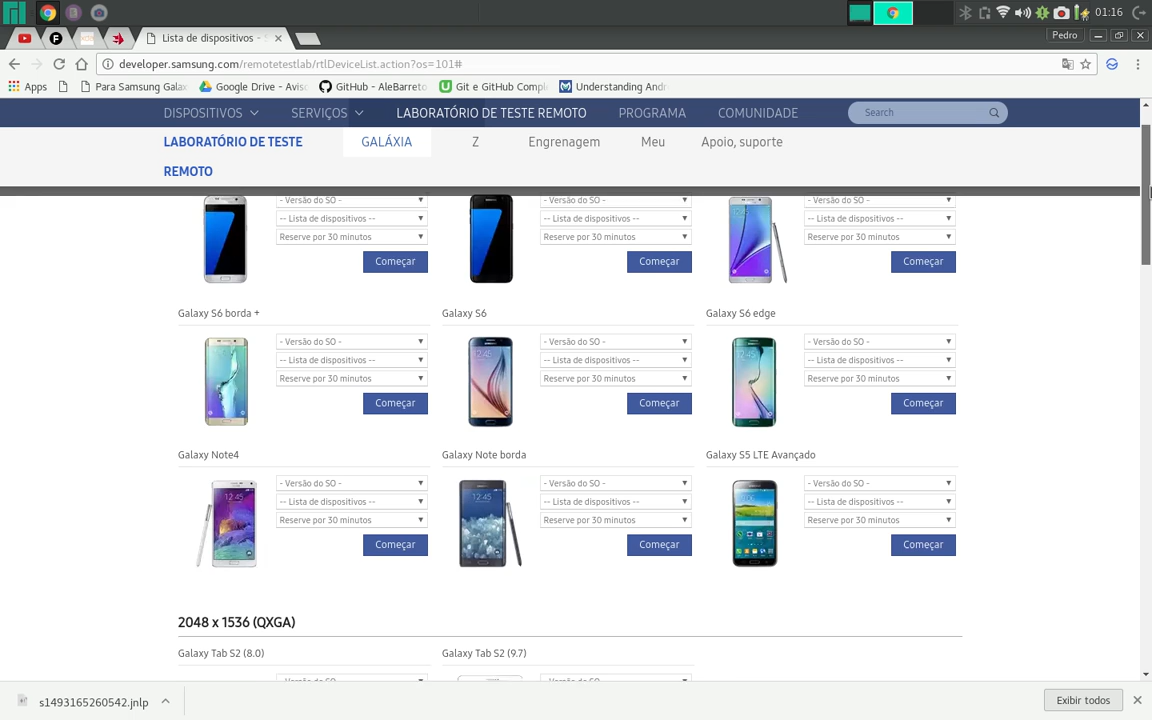 01:16
Lista de dispositivos - S
Pedro
developer.samsung.com/remotetestlab/rtlDeviceList.action?os=101#
Apps
Para Samsung Galax
Google Drive - Aviso
GitHub - AleBarreto
Git e GitHub Comple
Understanding Andr
DISPOSITIVOS
SERVIÇOS
LABORATÓRIO DE TESTE REMOTO
PROGRAMA
COMUNIDADE
Search
LABORATÓRIO DE TESTE
REMOTO
GALÁXIA
Z
Engrenagem
Meu
Apoio, suporte
- Versão do SO -
-- Lista de dispositivos --
Reserve por 30 minutos
Começar
- Versão do SO -
-- Lista de dispositivos --
Reserve por 30 minutos
Começar
- Versão do SO -
-- Lista de dispositivos --
Reserve por 30 minutos
Começar
Galaxy S6 borda +
- Versão do SO -
-- Lista de dispositivos --
Reserve por 30 minutos
Começar
Galaxy S6
- Versão do SO -
-- Lista de dispositivos --
Reserve por 30 minutos
Começar
Galaxy S6 edge
- Versão do SO -
-- Lista de dispositivos --
Reserve por 30 minutos
Começar
Galaxy Note4
- Versão do SO -
-- Lista de dispositivos --
Reserve por 30 minutos
Começar
Galaxy Note borda
- Versão do SO -
-- Lista de dispositivos --
Reserve por 30 minutos
Começar
Galaxy S5 LTE Avançado
- Versão do SO -
-- Lista de dispositivos --
Reserve por 30 minutos
Começar
2048 x 1536 (QXGA)
Galaxy Tab S2 (8.0)
- Versão do SO -
Galaxy Tab S2 (9.7)
- Versão do SO -
s1493165260542.jnlp
Exibir todos